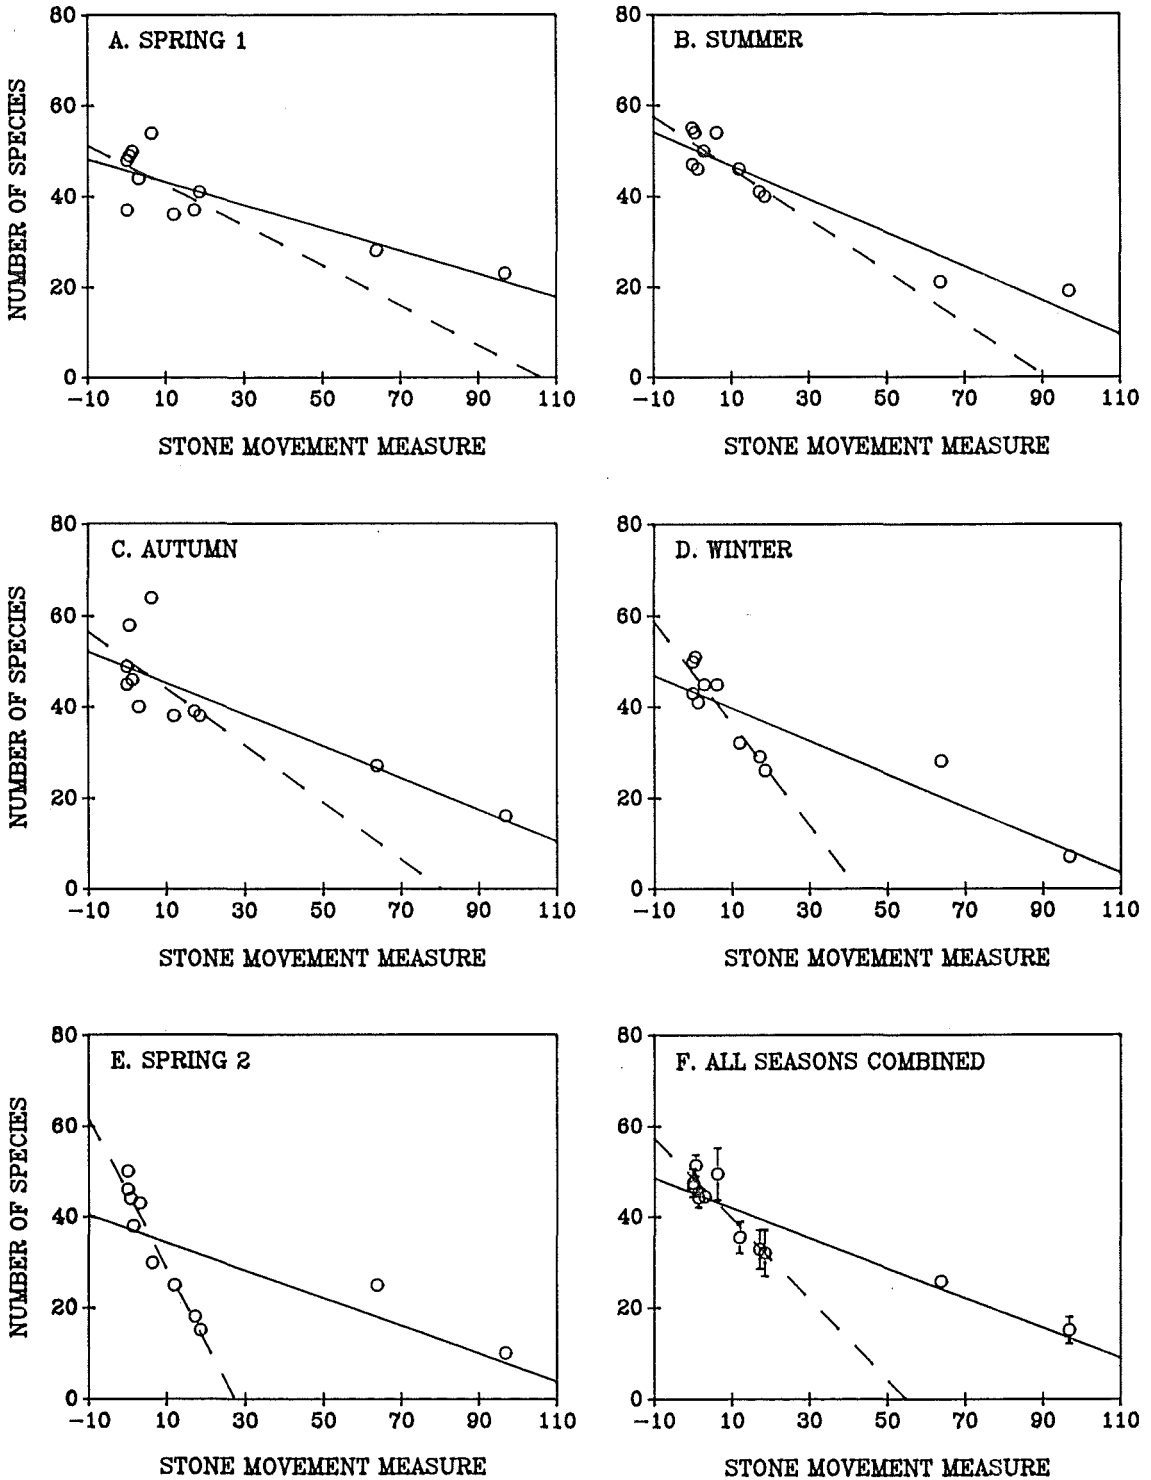 A. SPRING 1
NUMBER OF SPECIES
80
60
40
20
0
-10 10 30 50 70 90 110
STONE MOVEMENT MEASURE
B. SUMMER
80
60
40
20
0
-10 10 30 50 70 90 110
STONE MOVEMENT MEASURE
C. AUTUMN
NUMBER OF SPECIES
80
60
40
20
0
-10 10 30 50 70 90 110
STONE MOVEMENT MEASURE
D. WINTER
80
60
40
20
0
-10 10 30 50 70 90 110
STONE MOVEMENT MEASURE
E. SPRING 2
NUMBER OF SPECIES
80
60
40
20
0
-10 10 30 50 70 90 110
STONE MOVEMENT MEASURE
F. ALL SEASONS COMBINED
80
60
40
20
0
-10 10 30 50 70 90 110
STONE MOVEMENT MEASURE